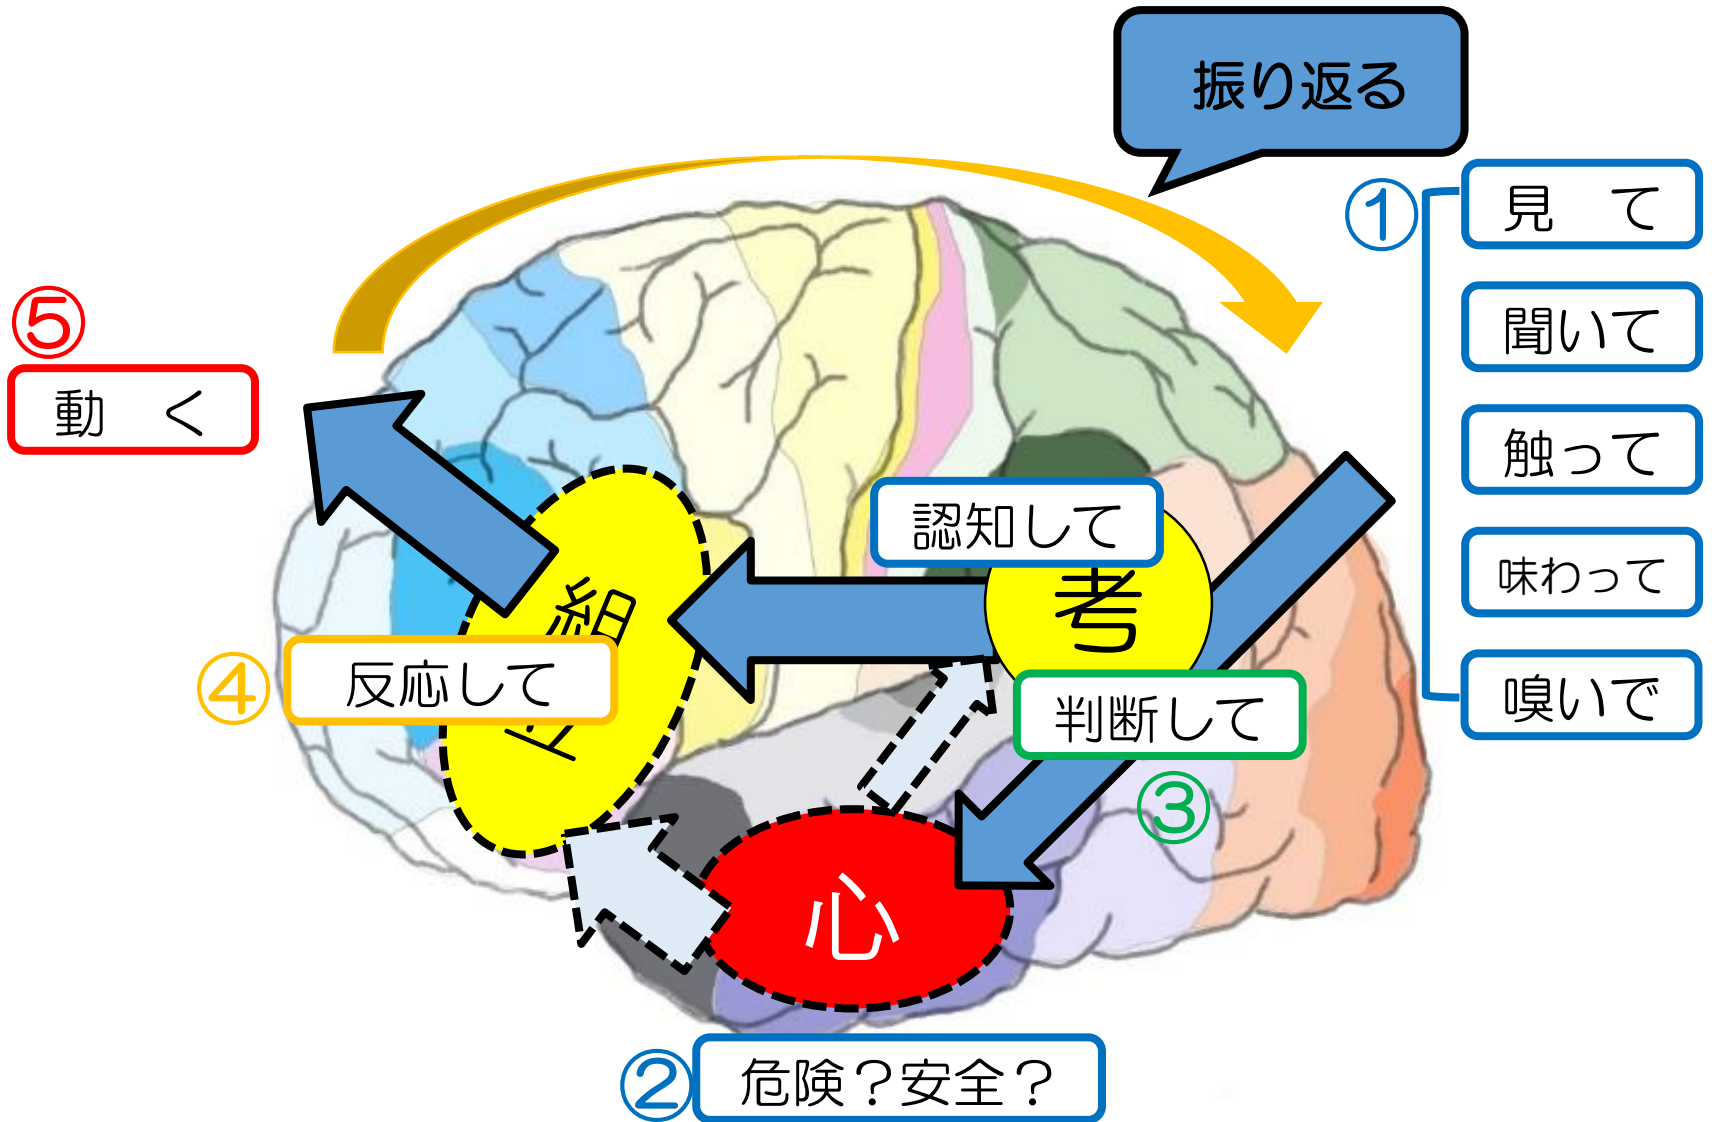 振り返る
①
見　て
聞いて
触って
味わって
嗅いで
⑤
動　く
認知して
考
組
④
反応して
判断して
③
心
②
危険？安全？